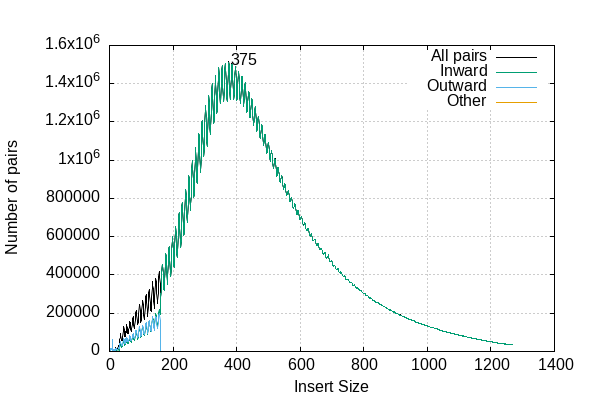 1.6x10^6
1.4x10^6
1.2x10^6
1x10^6
800000
600000
400000
200000
0
Number of pairs
375
All pairs
Inward
Outward
Other
0 200 400 600 800 1000 1200 1400
Insert Size